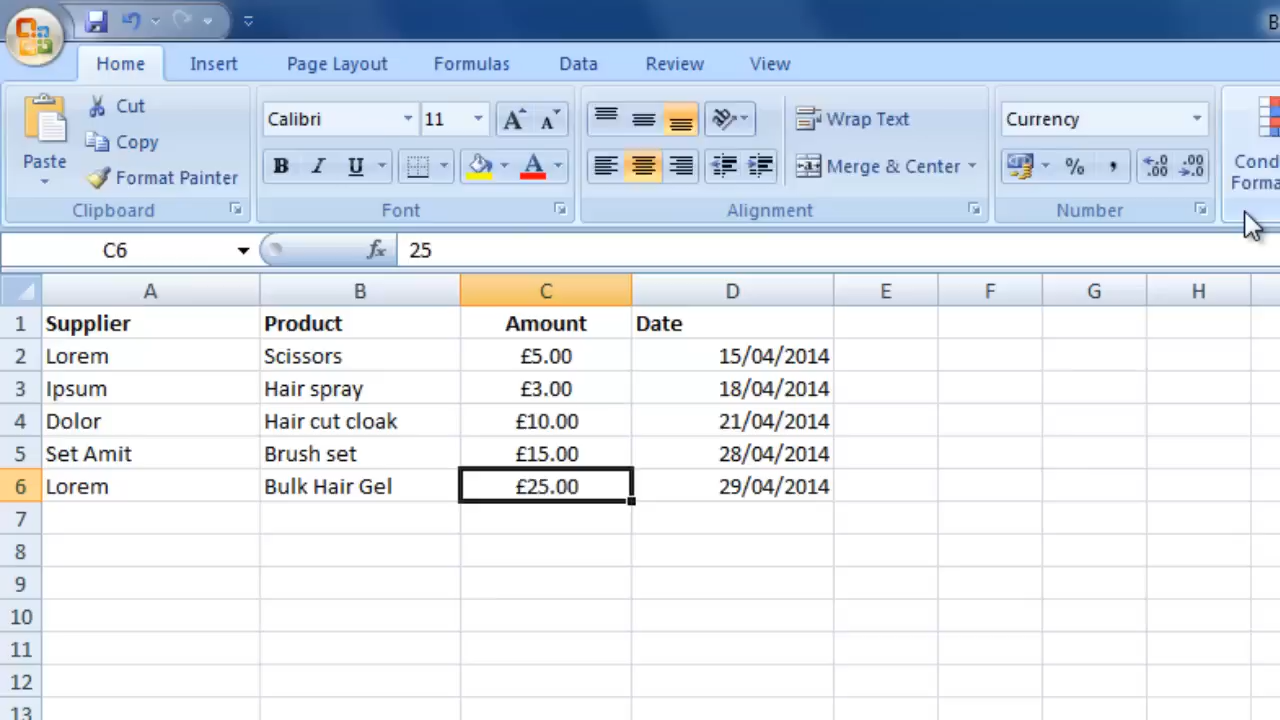 B
Home Insert Page Layout Formulas Data Review View
Paste Cut Copy Format Painter
Clipboard
Calibri 11 A A
B I U A
Font
Wrap Text
Merge & Center
Alignment
Currency
% , .0 .00 .00 .0
Number
Cond
Forma
C6 fx 25
A B C D E F G H
1 Supplier Product Amount Date
2 Lorem Scissors £5.00 15/04/2014
3 Ipsum Hair spray £3.00 18/04/2014
4 Dolor Hair cut cloak £10.00 21/04/2014
5 Set Amit Brush set £15.00 28/04/2014
6 Lorem Bulk Hair Gel £25.00 29/04/2014
7
8
9
10
11
12
13